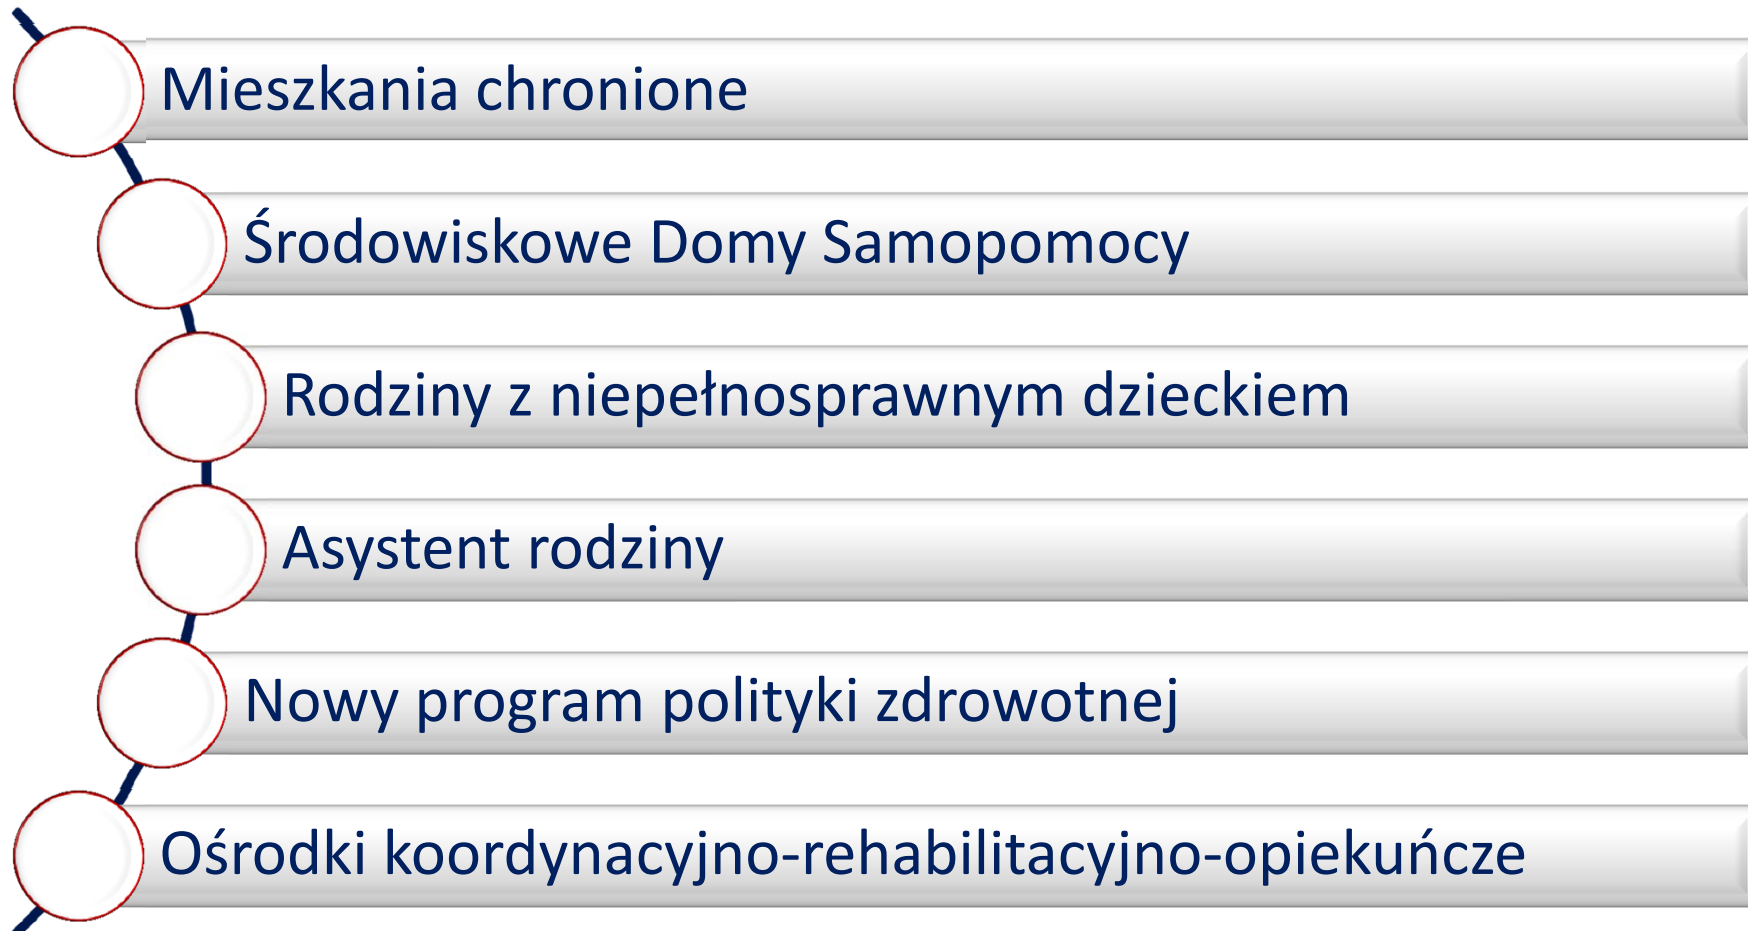 Mieszkania chronione
Środowiskowe Domy Samopomocy
Rodziny z niepełnosprawnym dzieckiem
Asystent rodziny
Nowy program polityki zdrowotnej
Ośrodki koordynacyjno-rehabilitacyjno-opiekuńcze